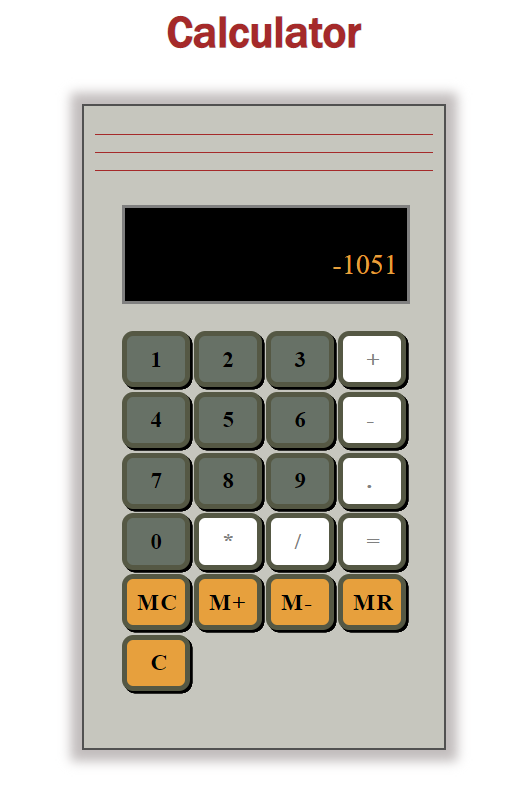 Calculator
-1051
1 2 3 +
4 5 6 -
7 8 9 .
0 * / =
MC M+ M- MR
C